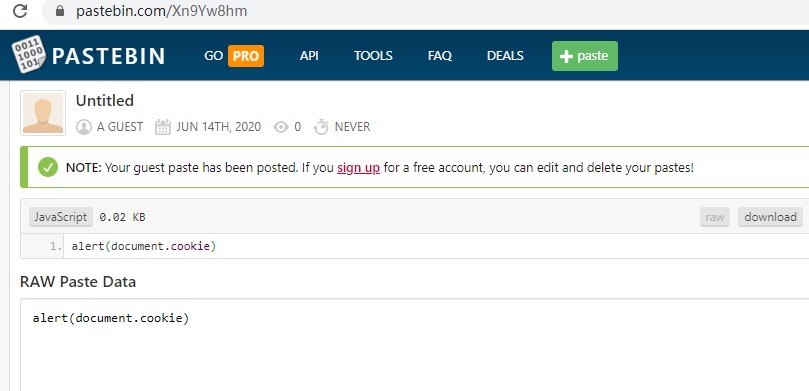 pastebin.com/Xn9Yw8hm
0011 1000 101 PASTEBIN GO PRO API TOOLS FAQ DEALS + paste
Untitled
A GUEST JUN 14TH, 2020 0 NEVER
NOTE: Your guest paste has been posted. If you sign up for a free account, you can edit and delete your pastes!
JavaScript 0.02 KB raw download
1. alert(document.cookie)
RAW Paste Data
alert(document.cookie)